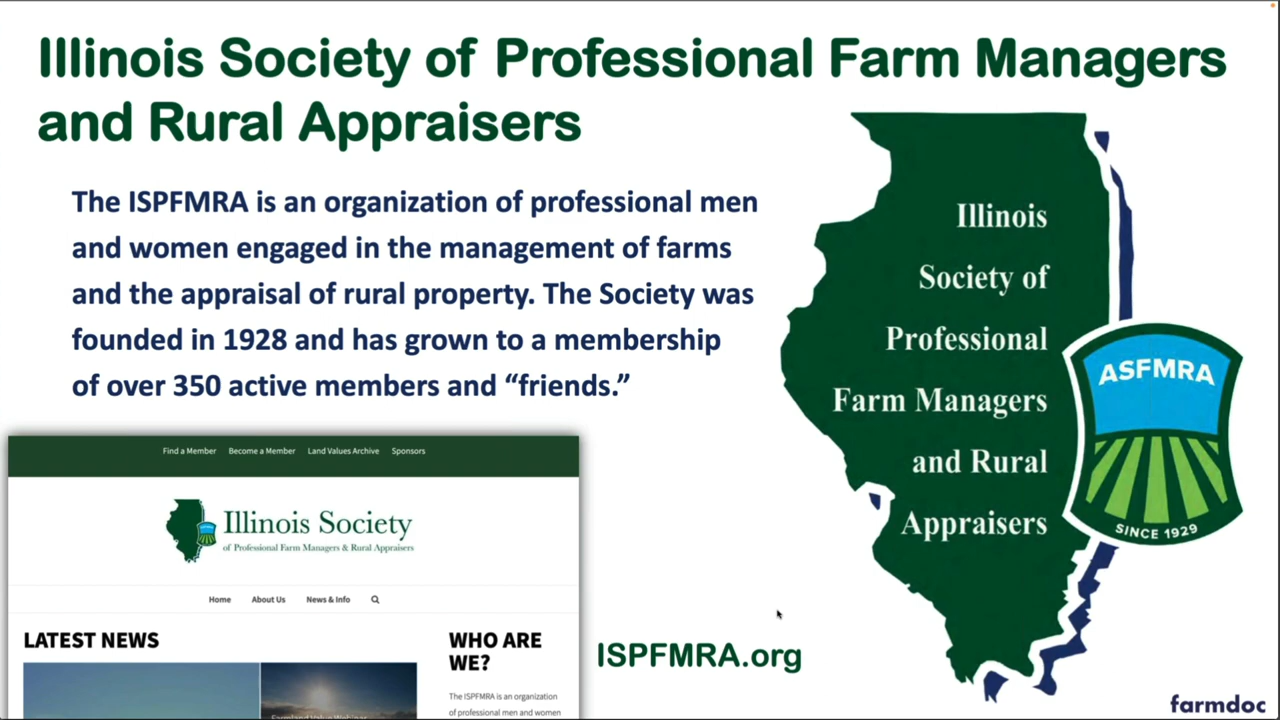 Illinois Society of Professional Farm Managers
and Rural Appraisers
The ISPFMRA is an organization of professional men
and women engaged in the management of farms
and the appraisal of rural property. The Society was
founded in 1928 and has grown to a membership
of over 350 active members and “friends.”
Illinois
Society of
Professional
Farm Managers
and Rural
Appraisers
ASFMRA
SINCE 1929
Find a Member Become a Member Land Values Archive Sponsors
ASFMRA
Illinois Society
of Professional Farm Managers & Rural Appraisers
Home About Us News & Info
LATEST NEWS
WHO ARE
WE?
The ISPFMRA is an organization
of professional men and women
Farmland Value Webinar
ISPFMRA.org
farmdoc